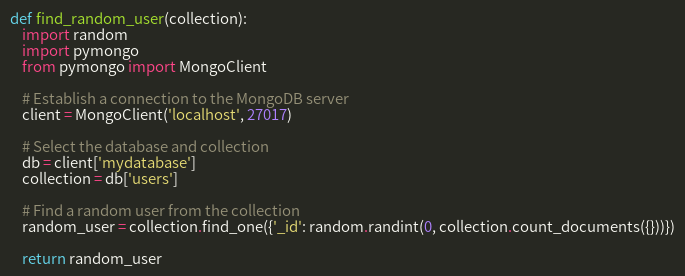 def find_random_user(collection):
    import random
    import pymongo
    from pymongo import MongoClient

    # Establish a connection to the MongoDB server
    client = MongoClient('localhost', 27017)

    # Select the database and collection
    db = client['mydatabase']
    collection = db['users']

    # Find a random user from the collection
    random_user = collection.find_one({'_id': random.randint(0, collection.count_documents({}))})

    return random_user